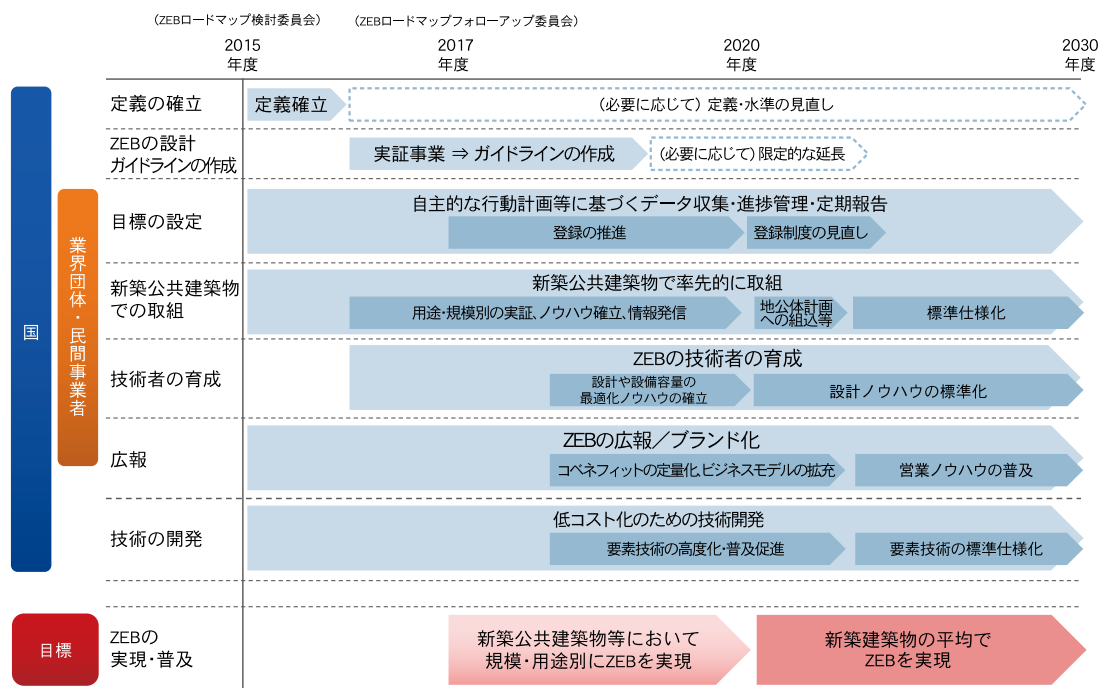 （ZEBロードマップ検討委員会）
（ZEBロードマップフォローアップ委員会）
2015
年度
2017
年度
2020
年度
2030
年度
国
業界団体・民間事業者
定義の確立
定義確立
（必要に応じて）定義・水準の見直し
ZEBの設計
ガイドラインの作成
実証事業 ⇒ ガイドラインの作成
（必要に応じて）限定的な延長
目標の設定
自主的な行動計画等に基づくデータ収集・進捗管理・定期報告
登録の推進
登録制度の見直し
新築公共建築物
での取組
新築公共建築物で率先的に取組
用途・規模別の実証、ノウハウ確立、情報発信
地公体計画
への組込等
標準仕様化
技術者の育成
ZEBの技術者の育成
設計や設備容量の
最適化ノウハウの確立
設計ノウハウの標準化
広報
ZEBの広報／ブランド化
コベネフィットの定量化、ビジネスモデルの拡充
営業ノウハウの普及
技術の開発
低コスト化のための技術開発
要素技術の高度化・普及促進
要素技術の標準仕様化
目標
ZEBの
実現・普及
新築公共建築物等において
規模・用途別にZEBを実現
新築建築物の平均で
ZEBを実現